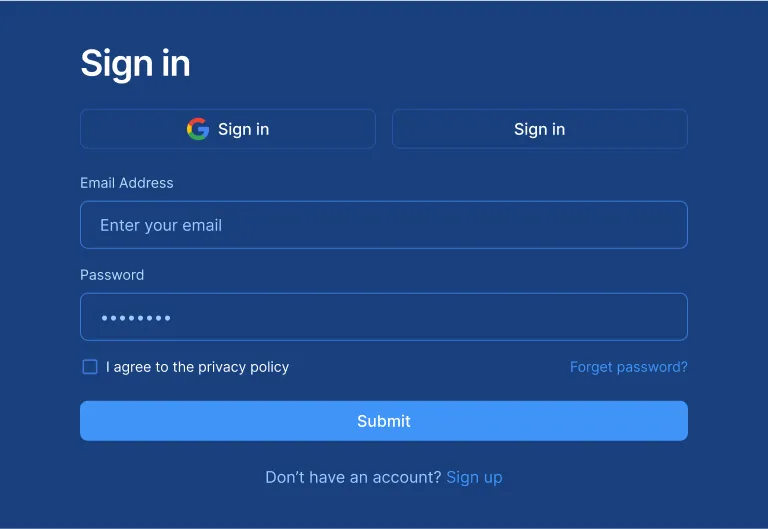 Sign in
Sign in
Sign in
Email Address
Enter your email
Password
••••••••
I agree to the privacy policy
Forget password?
Submit
Don’t have an account? Sign up